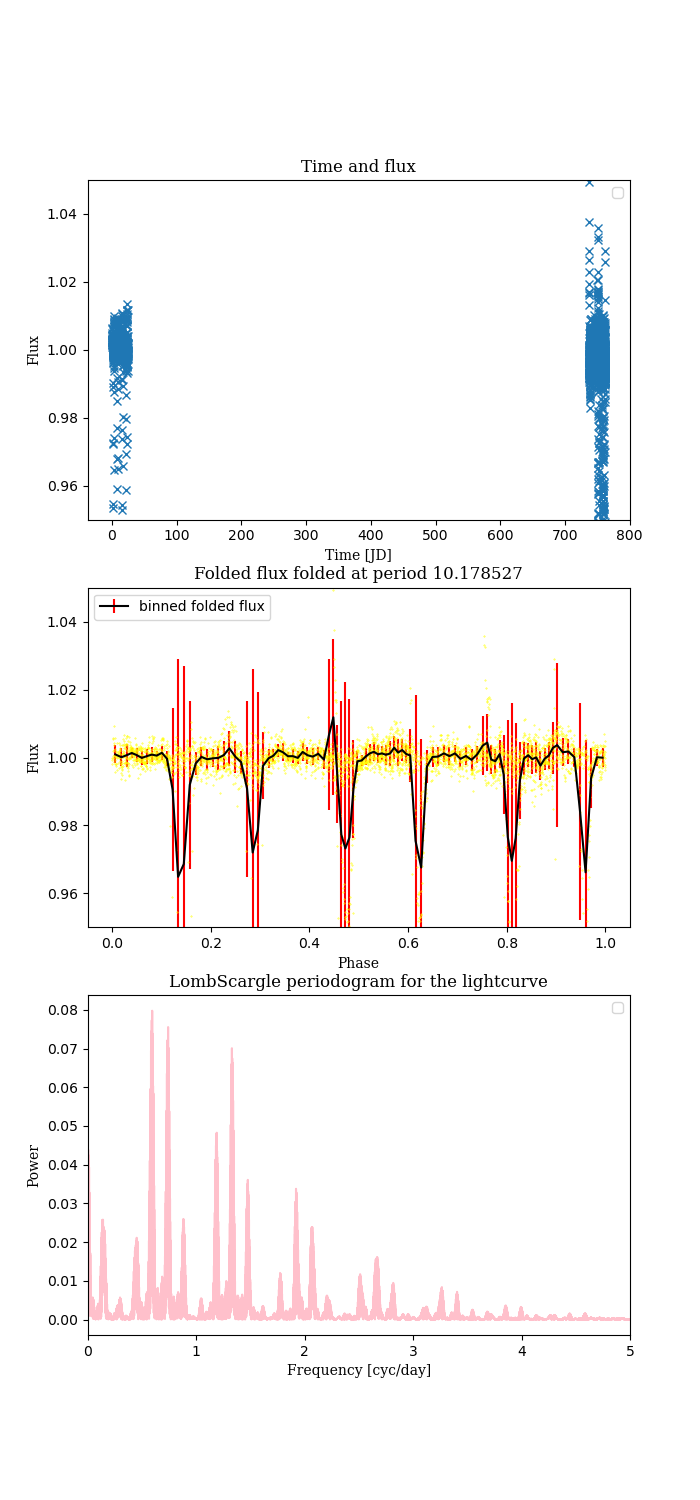 Time and flux
1.04
1.02
1.00
0.98
0.96
Flux
0 100 200 300 400 500 600 700 800
Time [JD]
Folded flux folded at period 10.178527
binned folded flux
1.04
1.02
1.00
0.98
0.96
Flux
0.0 0.2 0.4 0.6 0.8 1.0
Phase
LombScargle periodogram for the lightcurve
0.08
0.07
0.06
0.05
0.04
0.03
0.02
0.01
0.00
Power
0 1 2 3 4 5
Frequency [cyc/day]